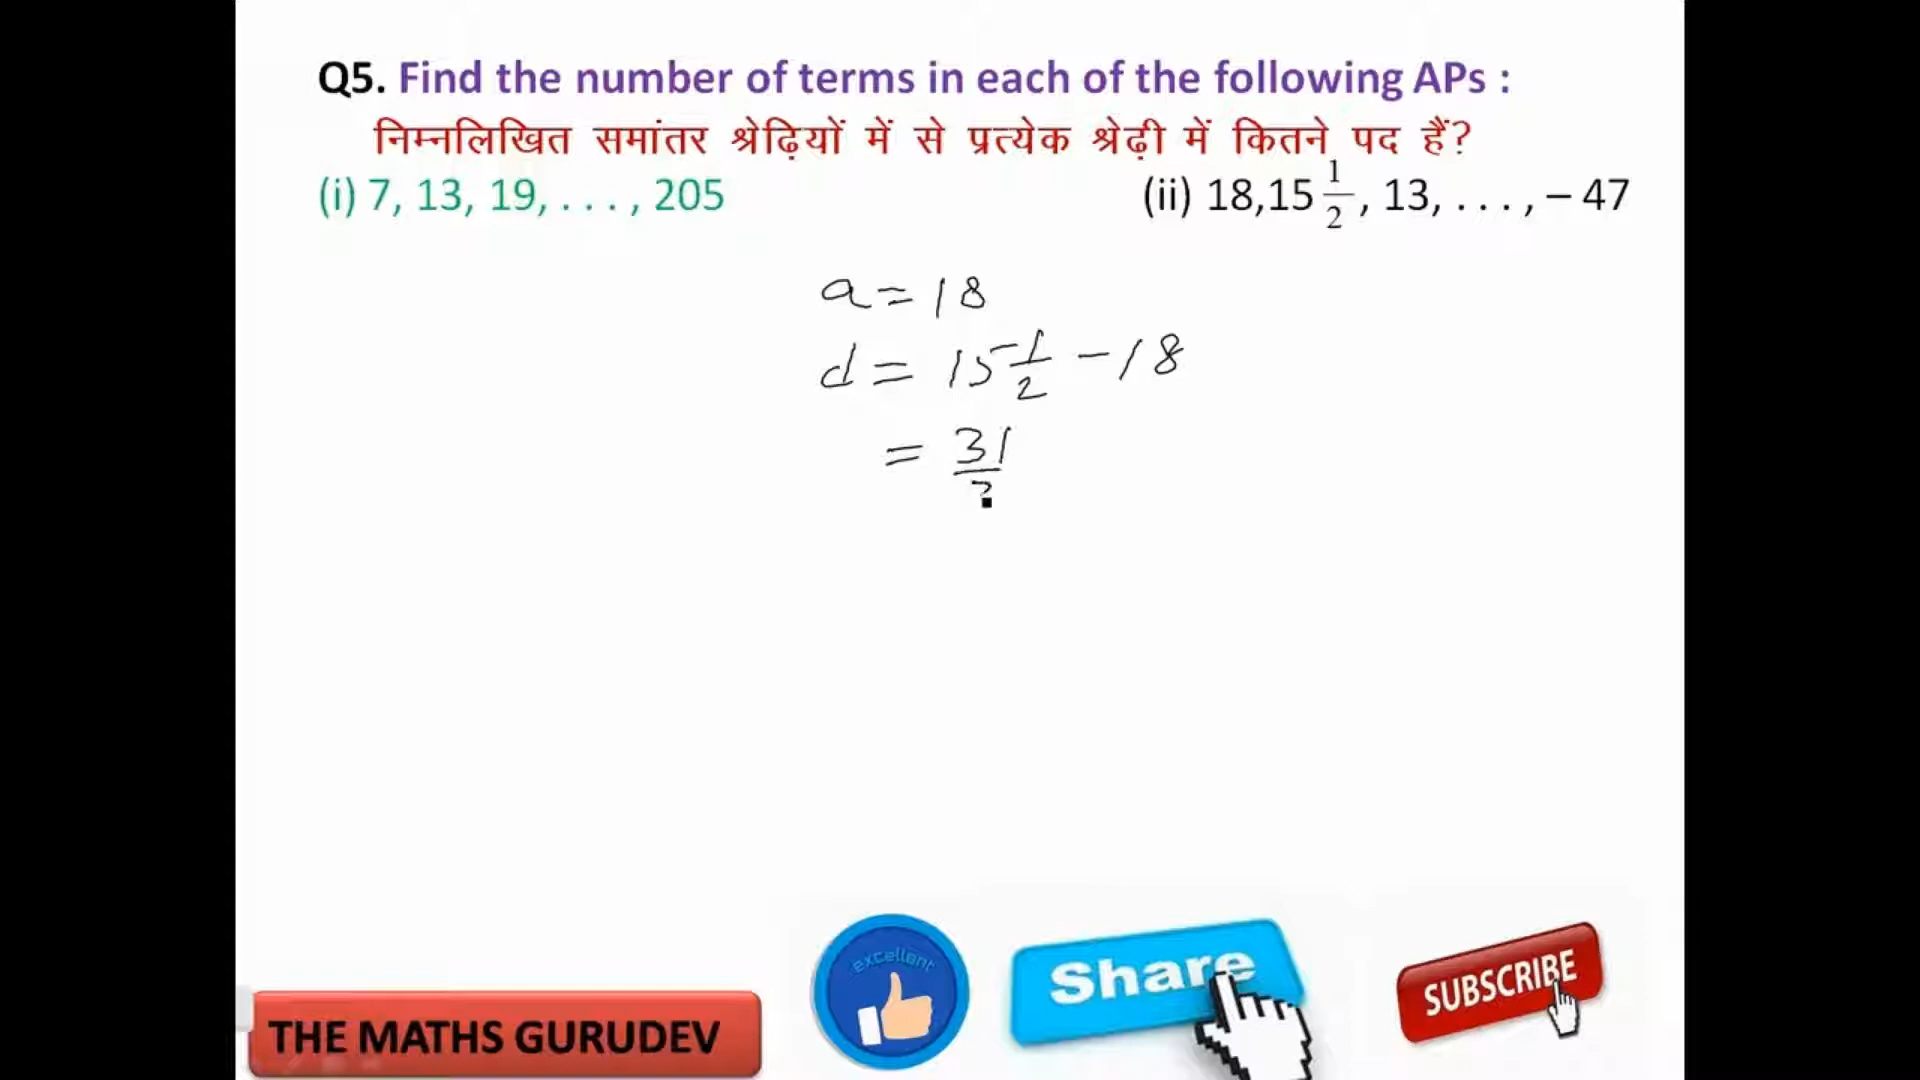 Q5. Find the number of terms in each of the following APs :
निम्नलिखित समांतर श्रेढ़ियों में से प्रत्येक श्रेढ़ी में कितने पद हैं?
(i) 7, 13, 19, . . . , 205 (ii) 18,15 1/2, 13, . . . , – 47
a = 18
d = 15 1/2 - 18
= 31/2
excellent
Share
SUBSCRIBE
THE MATHS GURUDEV